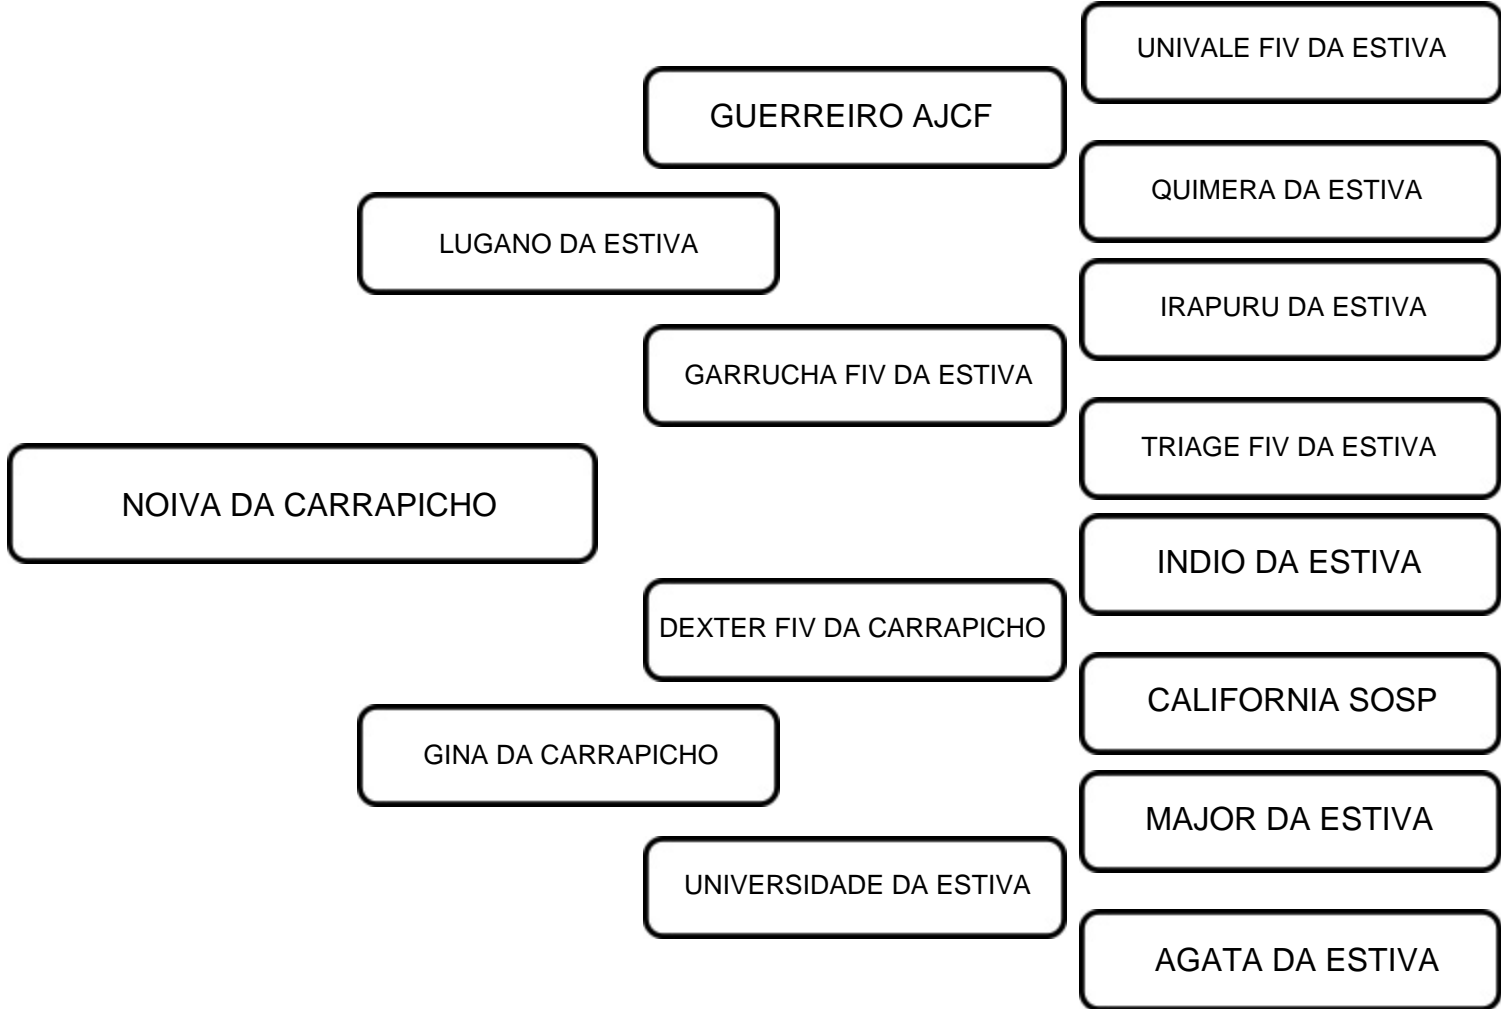 UNIVALE FIV DA ESTIVA
GUERREIRO AJCF
QUIMERA DA ESTIVA
LUGANO DA ESTIVA
IRAPURU DA ESTIVA
GARRUCHA FIV DA ESTIVA
TRIAGE FIV DA ESTIVA
NOIVA DA CARRAPICHO
INDIO DA ESTIVA
DEXTER FIV DA CARRAPICHO
CALIFORNIA SOSP
GINA DA CARRAPICHO
MAJOR DA ESTIVA
UNIVERSIDADE DA ESTIVA
AGATA DA ESTIVA